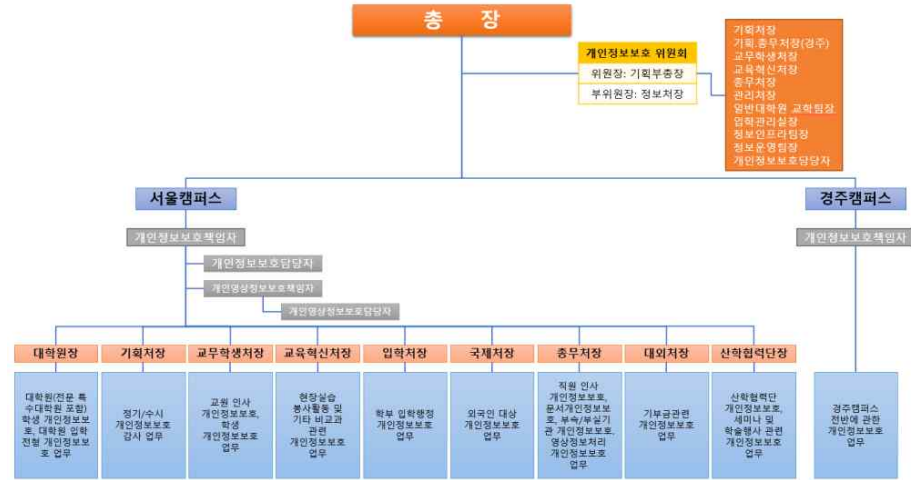 총 장
개인정보보호 위원회
위원장: 기획부총장
부위원장: 정보처장
기획처장
기획.총무처장(경주)
교무학생처장
교육혁신처장
총무처장
관리처장
일반대학원 교학팀장
입학관리실장
정보인프라팀장
정보운영팀장
개인정보보호담당자
서울캠퍼스
경주캠퍼스
개인정보보호책임자
개인정보보호책임자
개인정보보호담당자
개인영상정보보호책임자
개인영상정보보호담당자
대학원장
기획처장
교무학생처장
교육혁신처장
입학처장
국제처장
총무처장
대외처장
산학협력단장
대학원(전문 특
수대학원 포함)
학생 개인정보보
호, 대학원 입학
전형 개인정보보
호 업무
정기/수시
개인정보보호
감사 업무
교원 인사
개인정보보호,
학생
개인정보보호
업무
현장실습
봉사활동 및
기타 비교과
관련
개인정보보호
업무
학부 입학행정
개인정보보호
업무
외국인 대상
개인정보보호
업무
직원 인사
개인정보보호,
문서개인정보보
호, 부속/부설기
관 개인정보보호,
영상정보처리
개인정보보호
업무
기부금관련
개인정보보호
업무
산학협력단
개인정보보호,
세미나 및
학술행사 관련
개인정보보호
업무
경주캠퍼스
전반에 관한
개인정보보호
업무